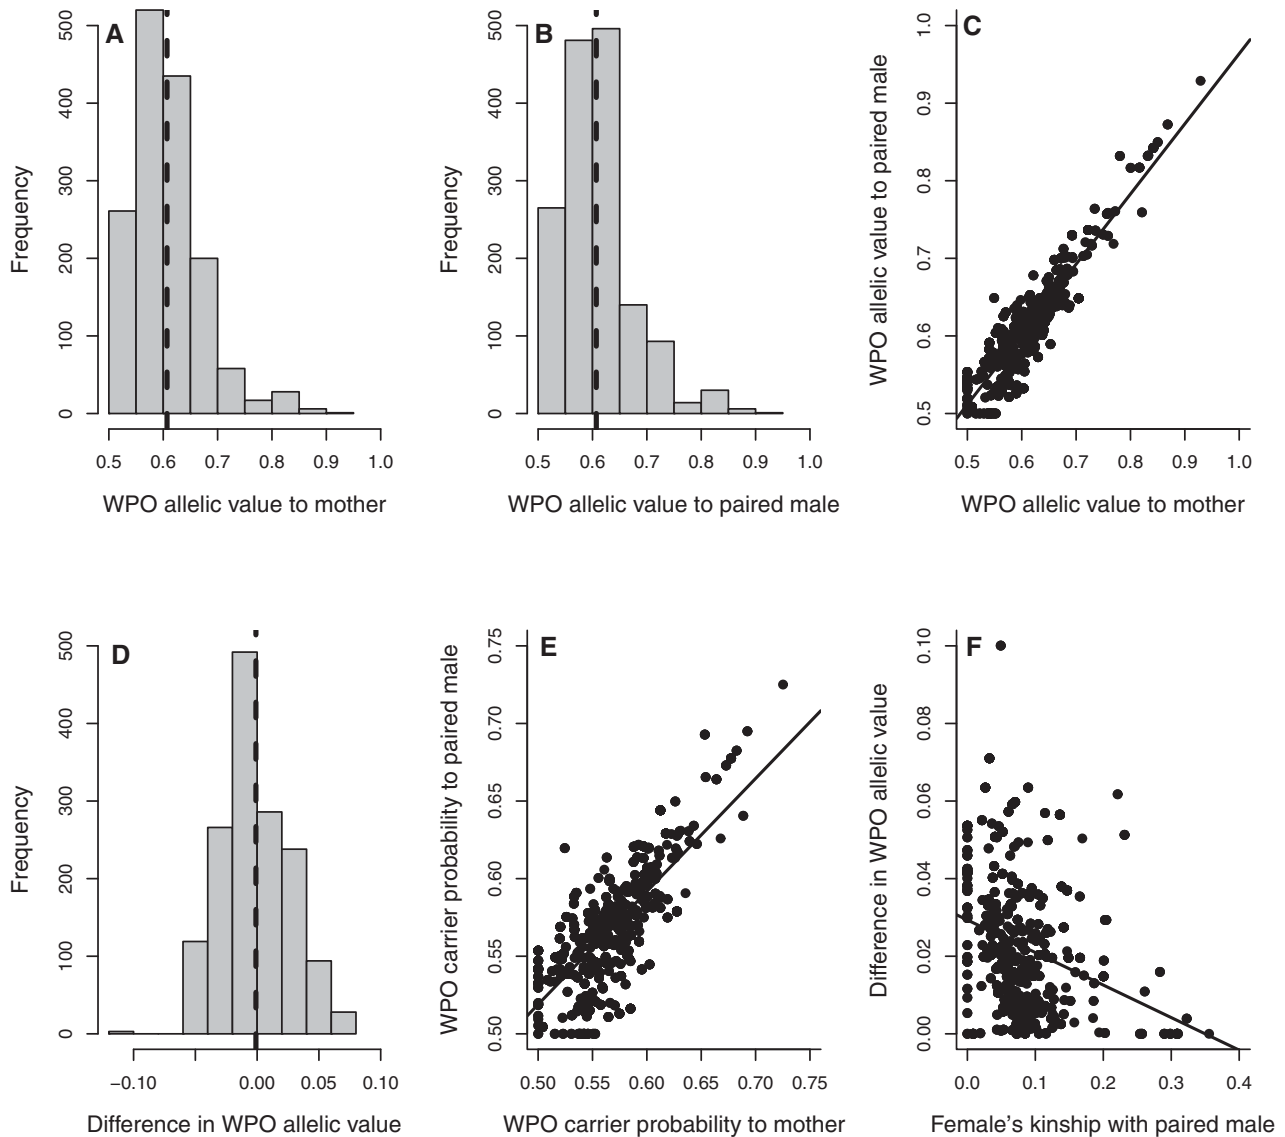 A
500
400
300
200
100
0
Frequency
0.5 0.6 0.7 0.8 0.9 1.0
WPO allelic value to mother
B
500
400
300
200
100
0
Frequency
0.5 0.6 0.7 0.8 0.9 1.0
WPO allelic value to paired male
C
1.0
0.9
0.8
0.7
0.6
0.5
WPO allelic value to paired male
0.5 0.6 0.7 0.8 0.9 1.0
WPO allelic value to mother
D
500
400
300
200
100
0
Frequency
−0.10 0.00 0.05 0.10
Difference in WPO allelic value
E
0.75
0.70
0.65
0.60
0.55
0.50
WPO carrier probability to paired male
0.50 0.55 0.60 0.65 0.70 0.75
WPO carrier probability to mother
F
0.10
0.08
0.06
0.04
0.02
0.00
Difference in WPO allelic value
0.0 0.1 0.2 0.3 0.4
Female's kinship with paired male